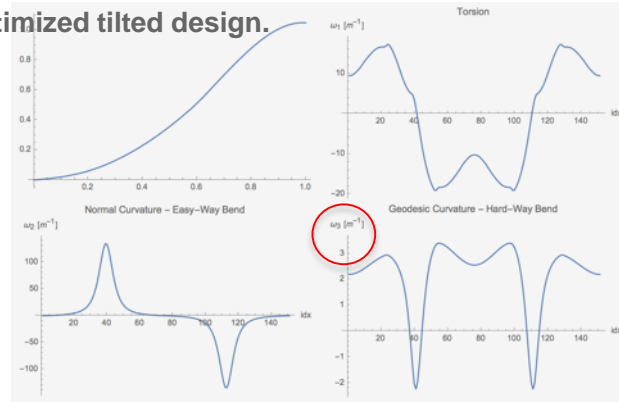 timized tilted design.
0.8
0.6
0.4
0.2
0.2 0.4 0.6 0.8 1.0
Torsion
ω₁ [m⁻¹]
10
-10
-20
20 40 60 80 100 120 140
idx
Normal Curvature – Easy–Way Bend
ω₂ [m⁻¹]
100
50
-50
-100
20 40 60 80 100 120 140
idx
Geodesic Curvature – Hard–Way Bend
ω₃ [m⁻¹]
3
2
1
-1
-2
20 40 60 80 100 120 140
idx